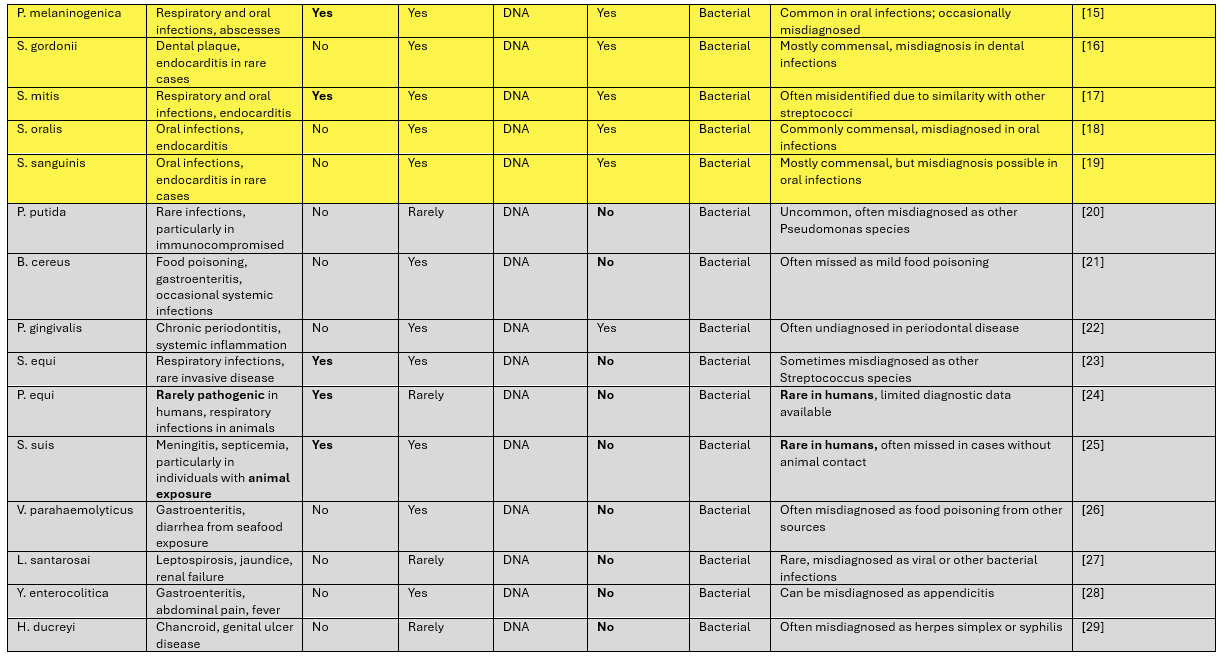 P. melaninogenica Respiratory and oral Yes Yes DNA Yes Bacterial Common in oral infections; occasionally [15]
infections, abscesses misdiagnosed
S. gordonii Dental plaque, No Yes DNA Yes Bacterial Mostly commensal, misdiagnosis in dental [16]
endocarditis in rare infections
cases
S. mitis Respiratory and oral Yes Yes DNA Yes Bacterial Often misidentified due to similarity with other [17]
infections, endocarditis streptococci
S. oralis Oral infections, No Yes DNA Yes Bacterial Commonly commensal, misdiagnosed in oral [18]
endocarditis infections
S. sanguinis Oral infections, No Yes DNA Yes Bacterial Mostly commensal, but misdiagnosis possible in [19]
endocarditis in rare oral infections
cases
P. putida Rare infections, No Rarely DNA No Bacterial Uncommon, often misdiagnosed as other [20]
particularly in Pseudomonas species
immunocompromised
B. cereus Food poisoning, No Yes DNA No Bacterial Often missed as mild food poisoning [21]
gastroenteritis,
occasional systemic
infections
P. gingivalis Chronic periodontitis, No Yes DNA Yes Bacterial Often undiagnosed in periodontal disease [22]
systemic inflammation
S. equi Respiratory infections, Yes Yes DNA No Bacterial Sometimes misdiagnosed as other [23]
rare invasive disease Streptococcus species
P. equi Rarely pathogenic in Yes Rarely DNA No Bacterial Rare in humans, limited diagnostic data [24]
humans, respiratory available
infections in animals
S. suis Meningitis, septicemia, Yes Yes DNA No Bacterial Rare in humans, often missed in cases without [25]
particularly in animal contact
individuals with animal
exposure
V. parahaemolyticus Gastroenteritis, No Yes DNA No Bacterial Often misdiagnosed as food poisoning from other [26]
diarrhea from seafood sources
exposure
L. santarosai Leptospirosis, jaundice, No Rarely DNA No Bacterial Rare, misdiagnosed as viral or other bacterial [27]
renal failure infections
Y. enterocolitica Gastroenteritis, No Yes DNA No Bacterial Can be misdiagnosed as appendicitis [28]
abdominal pain, fever
H. ducreyi Chancroid, genital ulcer No Rarely DNA No Bacterial Often misdiagnosed as herpes simplex or syphilis [29]
disease